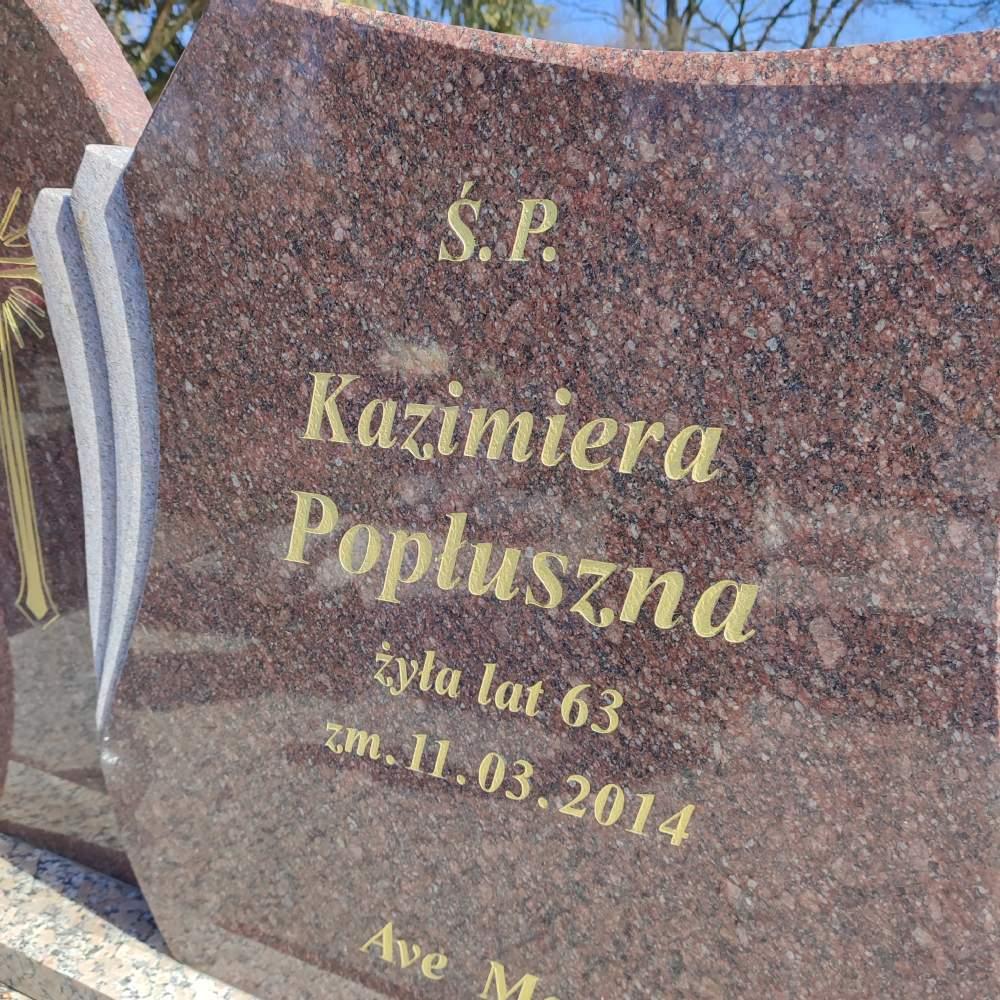 Ś. P.
Kazimiera
Popłuszna
żyła lat 63
zm. 11. 03. 2014
Ave